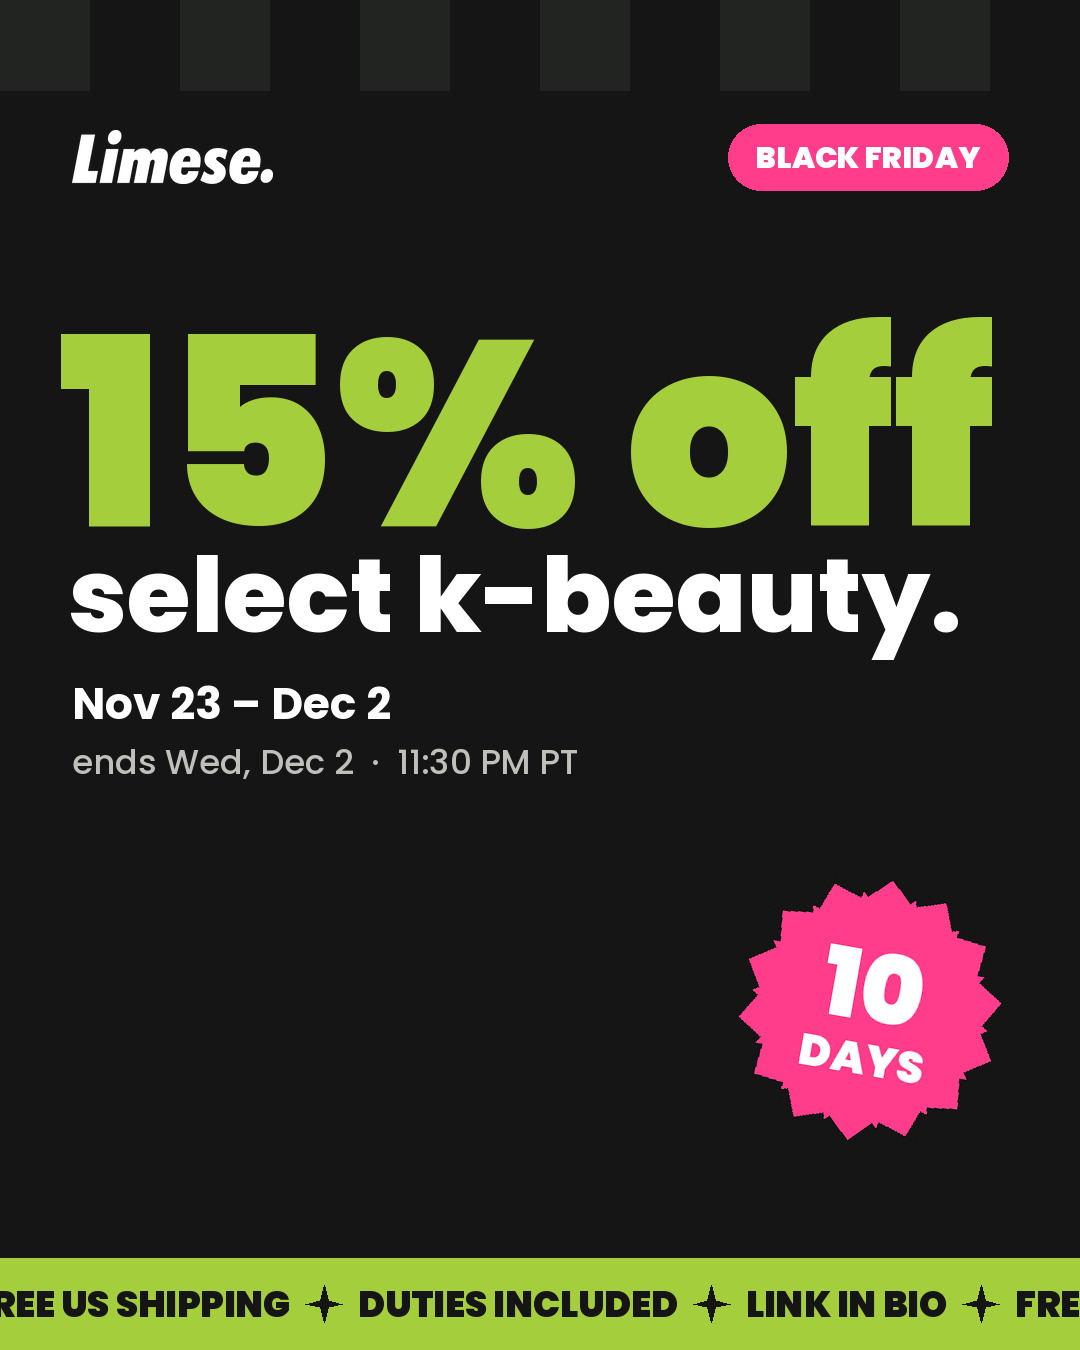 Limese.
BLACK FRIDAY
15% off
select k-beauty.
Nov 23 – Dec 2
ends Wed, Dec 2 · 11:30 PM PT
10
DAYS
REE US SHIPPING ✦ DUTIES INCLUDED ✦ LINK IN BIO ✦ FRE